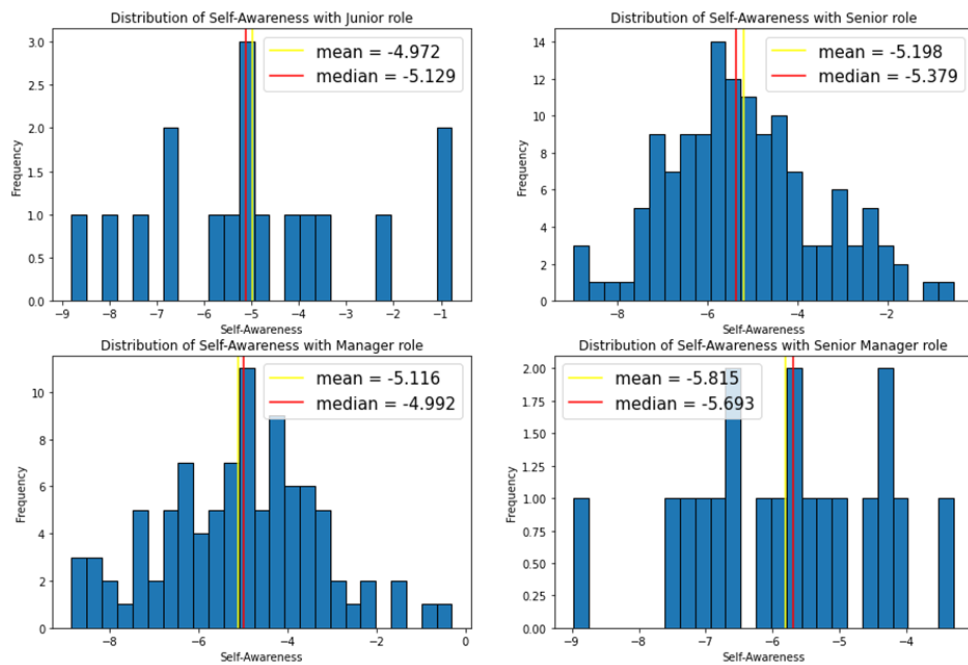 Distribution of Self-Awareness with Junior role
3.0
2.5
2.0
1.5
1.0
0.5
0.0
Frequency
mean = -4.972
median = -5.129
−9 −8 −7 −6 −5 −4 −3 −2 −1
Self-Awareness
Distribution of Self-Awareness with Senior role
14
12
10
8
6
4
2
0
Frequency
mean = -5.198
median = -5.379
−8 −6 −4 −2
Self-Awareness
Distribution of Self-Awareness with Manager role
10
8
6
4
2
0
Frequency
mean = -5.116
median = -4.992
−8 −6 −4 −2 0
Self-Awareness
Distribution of Self-Awareness with Senior Manager role
2.00
1.75
1.50
1.25
1.00
0.75
0.50
0.25
0.00
Frequency
mean = -5.815
median = -5.693
−9 −8 −7 −6 −5 −4
Self-Awareness